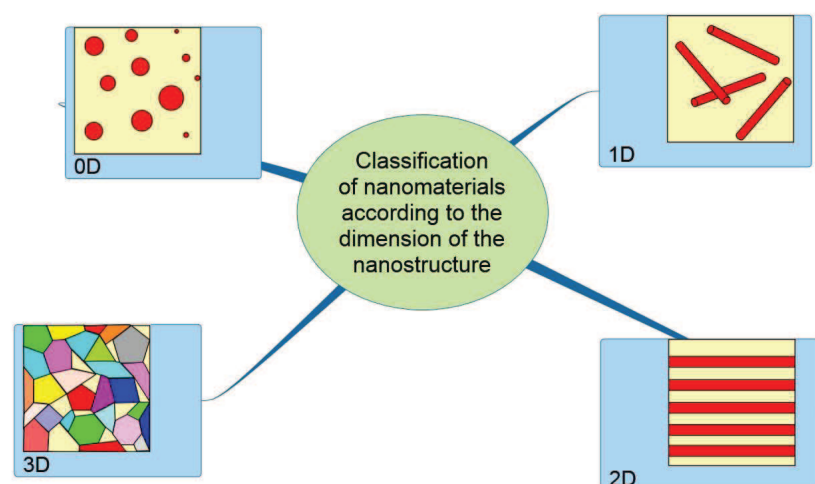 0D
1D
Classification
of nanomaterials
according to the
dimension of the
nanostructure
3D
2D